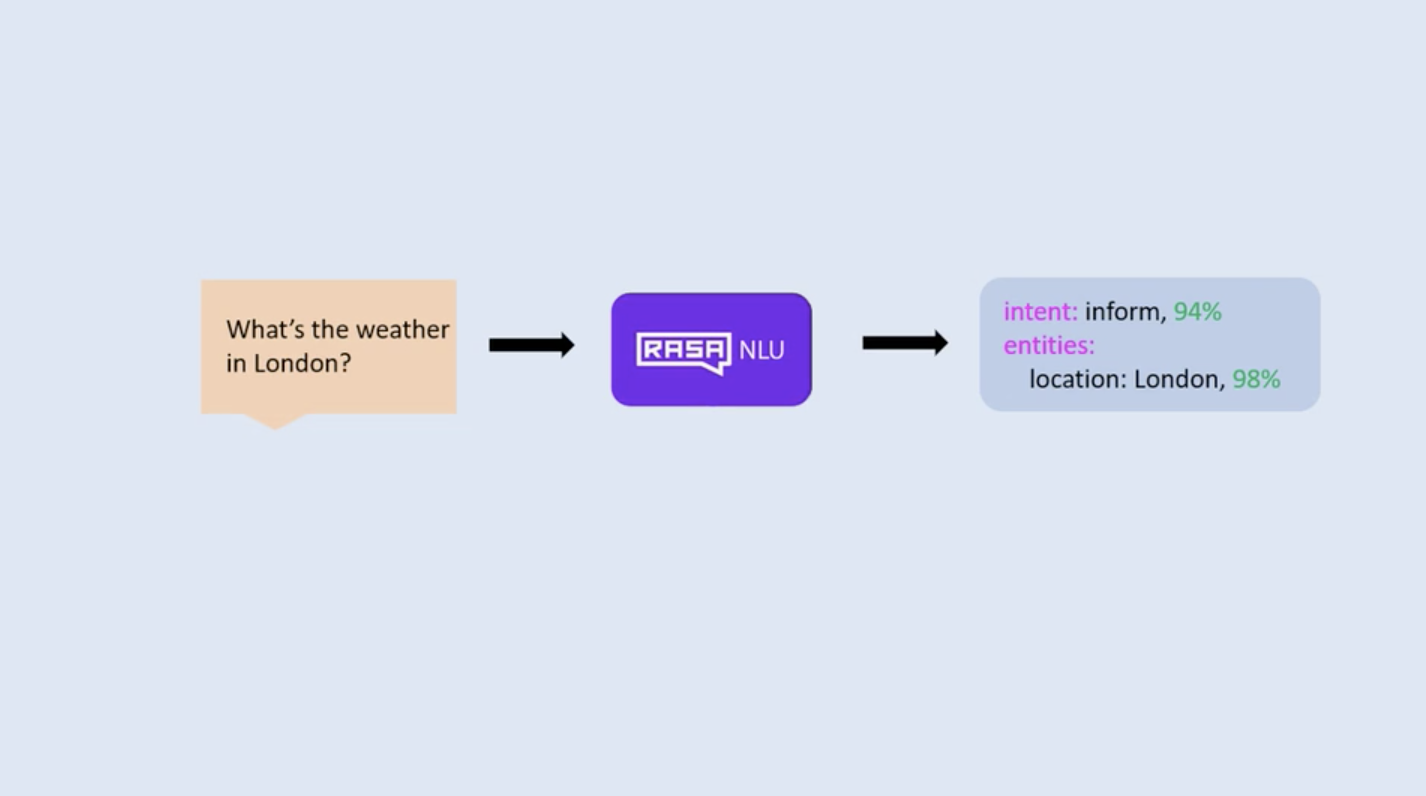 What’s the weather
in London?
RASA NLU
intent: inform, 94%
entities:
location: London, 98%